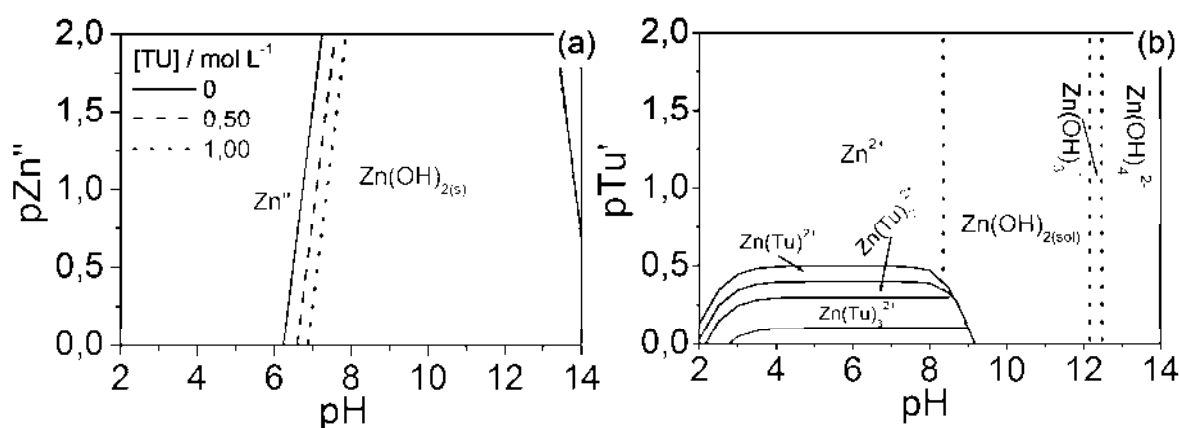 (a)
[TU] / mol L⁻¹
0
0,50
1,00
pZn''
2,0
1,5
1,0
0,5
0,0
Zn''
Zn(OH)₂₍ₛ₎
2 4 6 8 10 12 14
pH
(b)
pTu'
2,0
1,5
1,0
0,5
0,0
Zn²⁺
Zn(Tu)²⁺
Zn(Tu)₂²⁺
Zn(Tu)₃²⁺
Zn(OH)₂₍ₛₒₗ₎
Zn(OH)₃⁻
Zn(OH)₄²⁻
2 4 6 8 10 12 14
pH